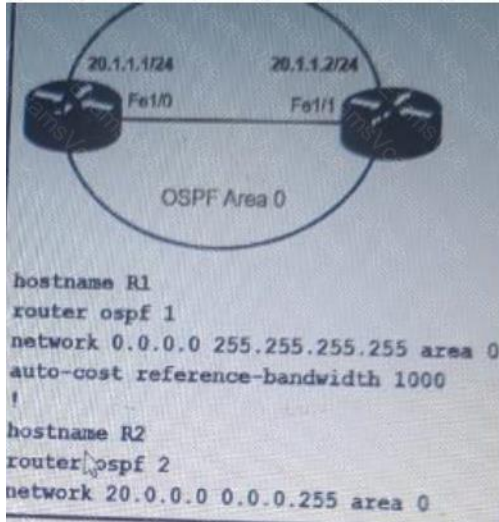 20.1.1.1/24 20.1.1.2/24
Fe1/0 Fe1/1
OSPF Area 0
hostname R1
router ospf 1
network 0.0.0.0 255.255.255.255 area 0
auto-cost reference-bandwidth 1000
!
hostname R2
router ospf 2
network 20.0.0.0 0.0.0.255 area 0